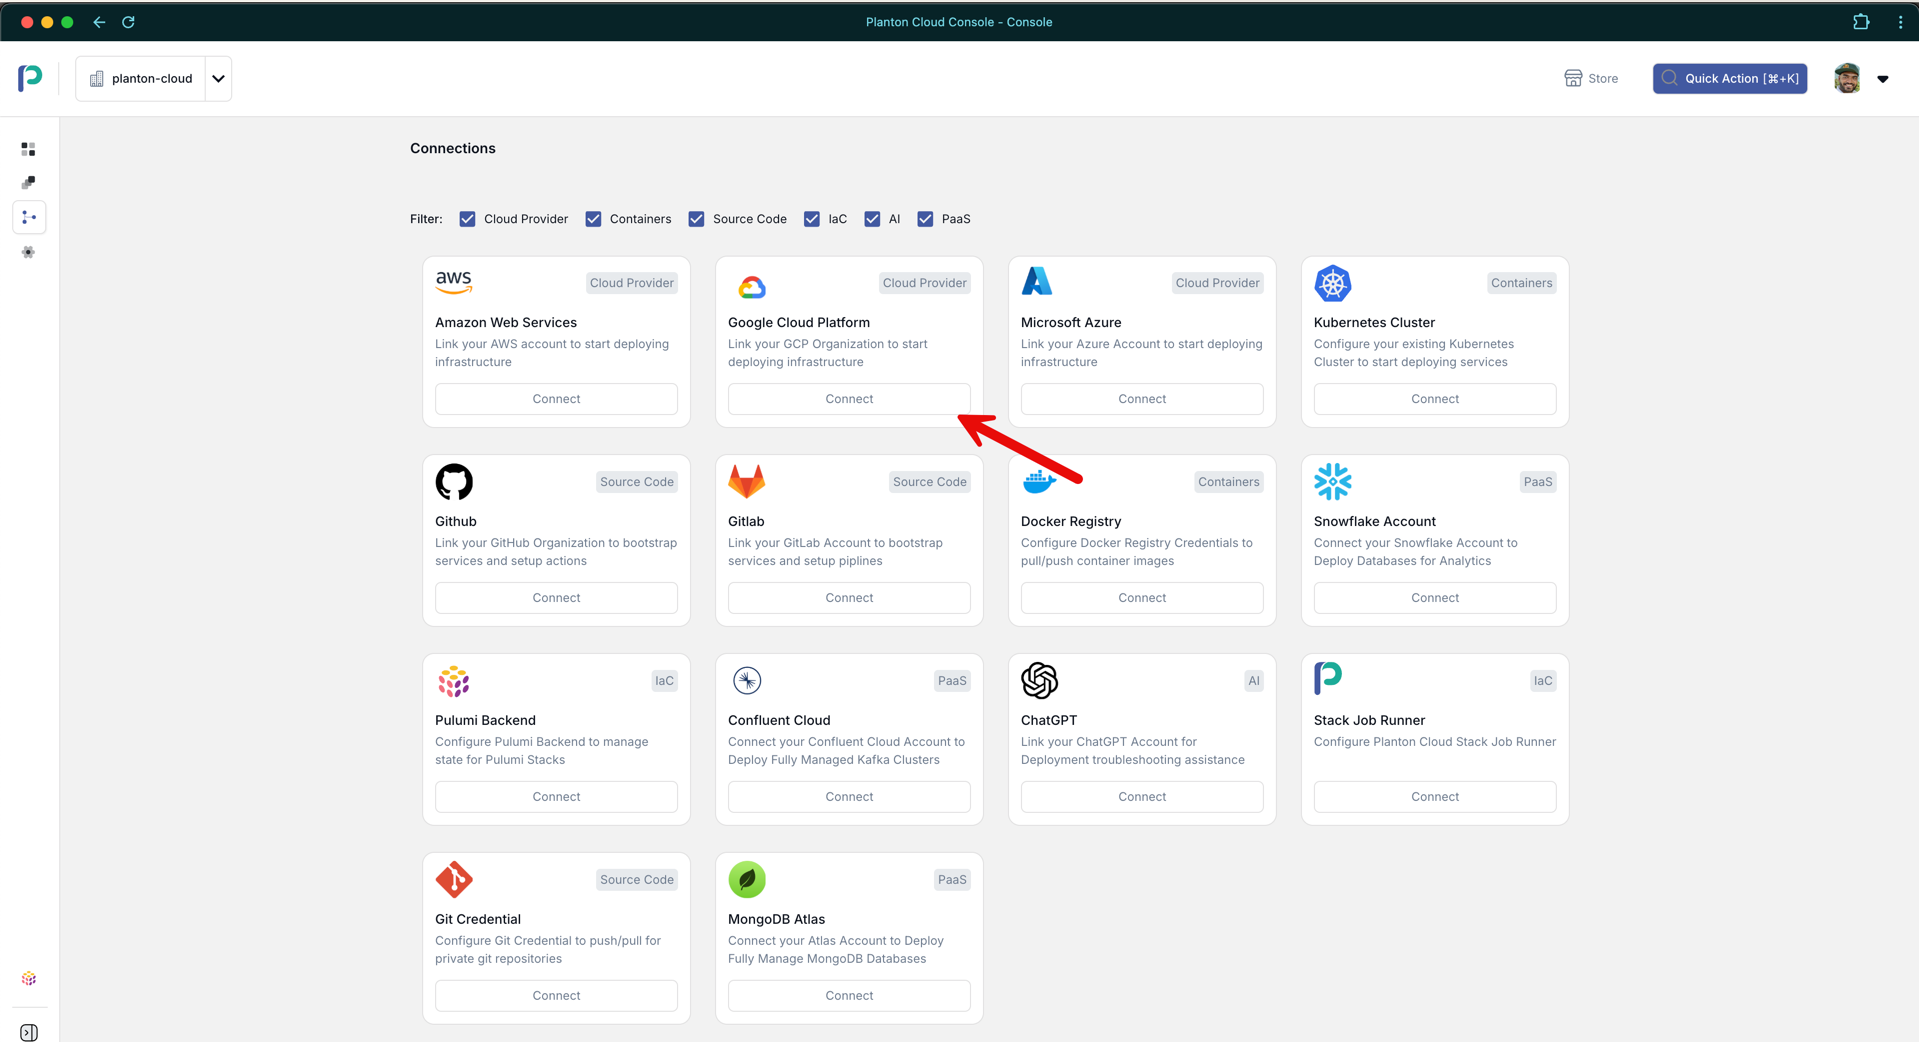 Planton Cloud Console - Console
planton-cloud
Store
Quick Action [⌘+K]
Connections
Filter:
Cloud Provider
Containers
Source Code
IaC
AI
PaaS
aws
Cloud Provider
Amazon Web Services
Link your AWS account to start deploying
infrastructure
Connect
Cloud Provider
Google Cloud Platform
Link your GCP Organization to start
deploying infrastructure
Connect
Cloud Provider
Microsoft Azure
Link your Azure Account to start deploying
infrastructure
Connect
Containers
Kubernetes Cluster
Configure your existing Kubernetes
Cluster to start deploying services
Connect
Source Code
Github
Link your GitHub Organization to bootstrap
services and setup actions
Connect
Source Code
Gitlab
Link your GitLab Account to bootstrap
services and setup piplines
Connect
Containers
Docker Registry
Configure Docker Registry Credentials to
pull/push container images
Connect
PaaS
Snowflake Account
Connect your Snowflake Account to
Deploy Databases for Analytics
Connect
IaC
Pulumi Backend
Configure Pulumi Backend to manage
state for Pulumi Stacks
Connect
PaaS
Confluent Cloud
Connect your Confluent Cloud Account to
Deploy Fully Managed Kafka Clusters
Connect
AI
ChatGPT
Link your ChatGPT Account for
Deployment troubleshooting assistance
Connect
IaC
Stack Job Runner
Configure Planton Cloud Stack Job Runner
Connect
Source Code
Git Credential
Configure Git Credential to push/pull for
private git repositories
Connect
PaaS
MongoDB Atlas
Connect your Atlas Account to Deploy
Fully Manage MongoDB Databases
Connect